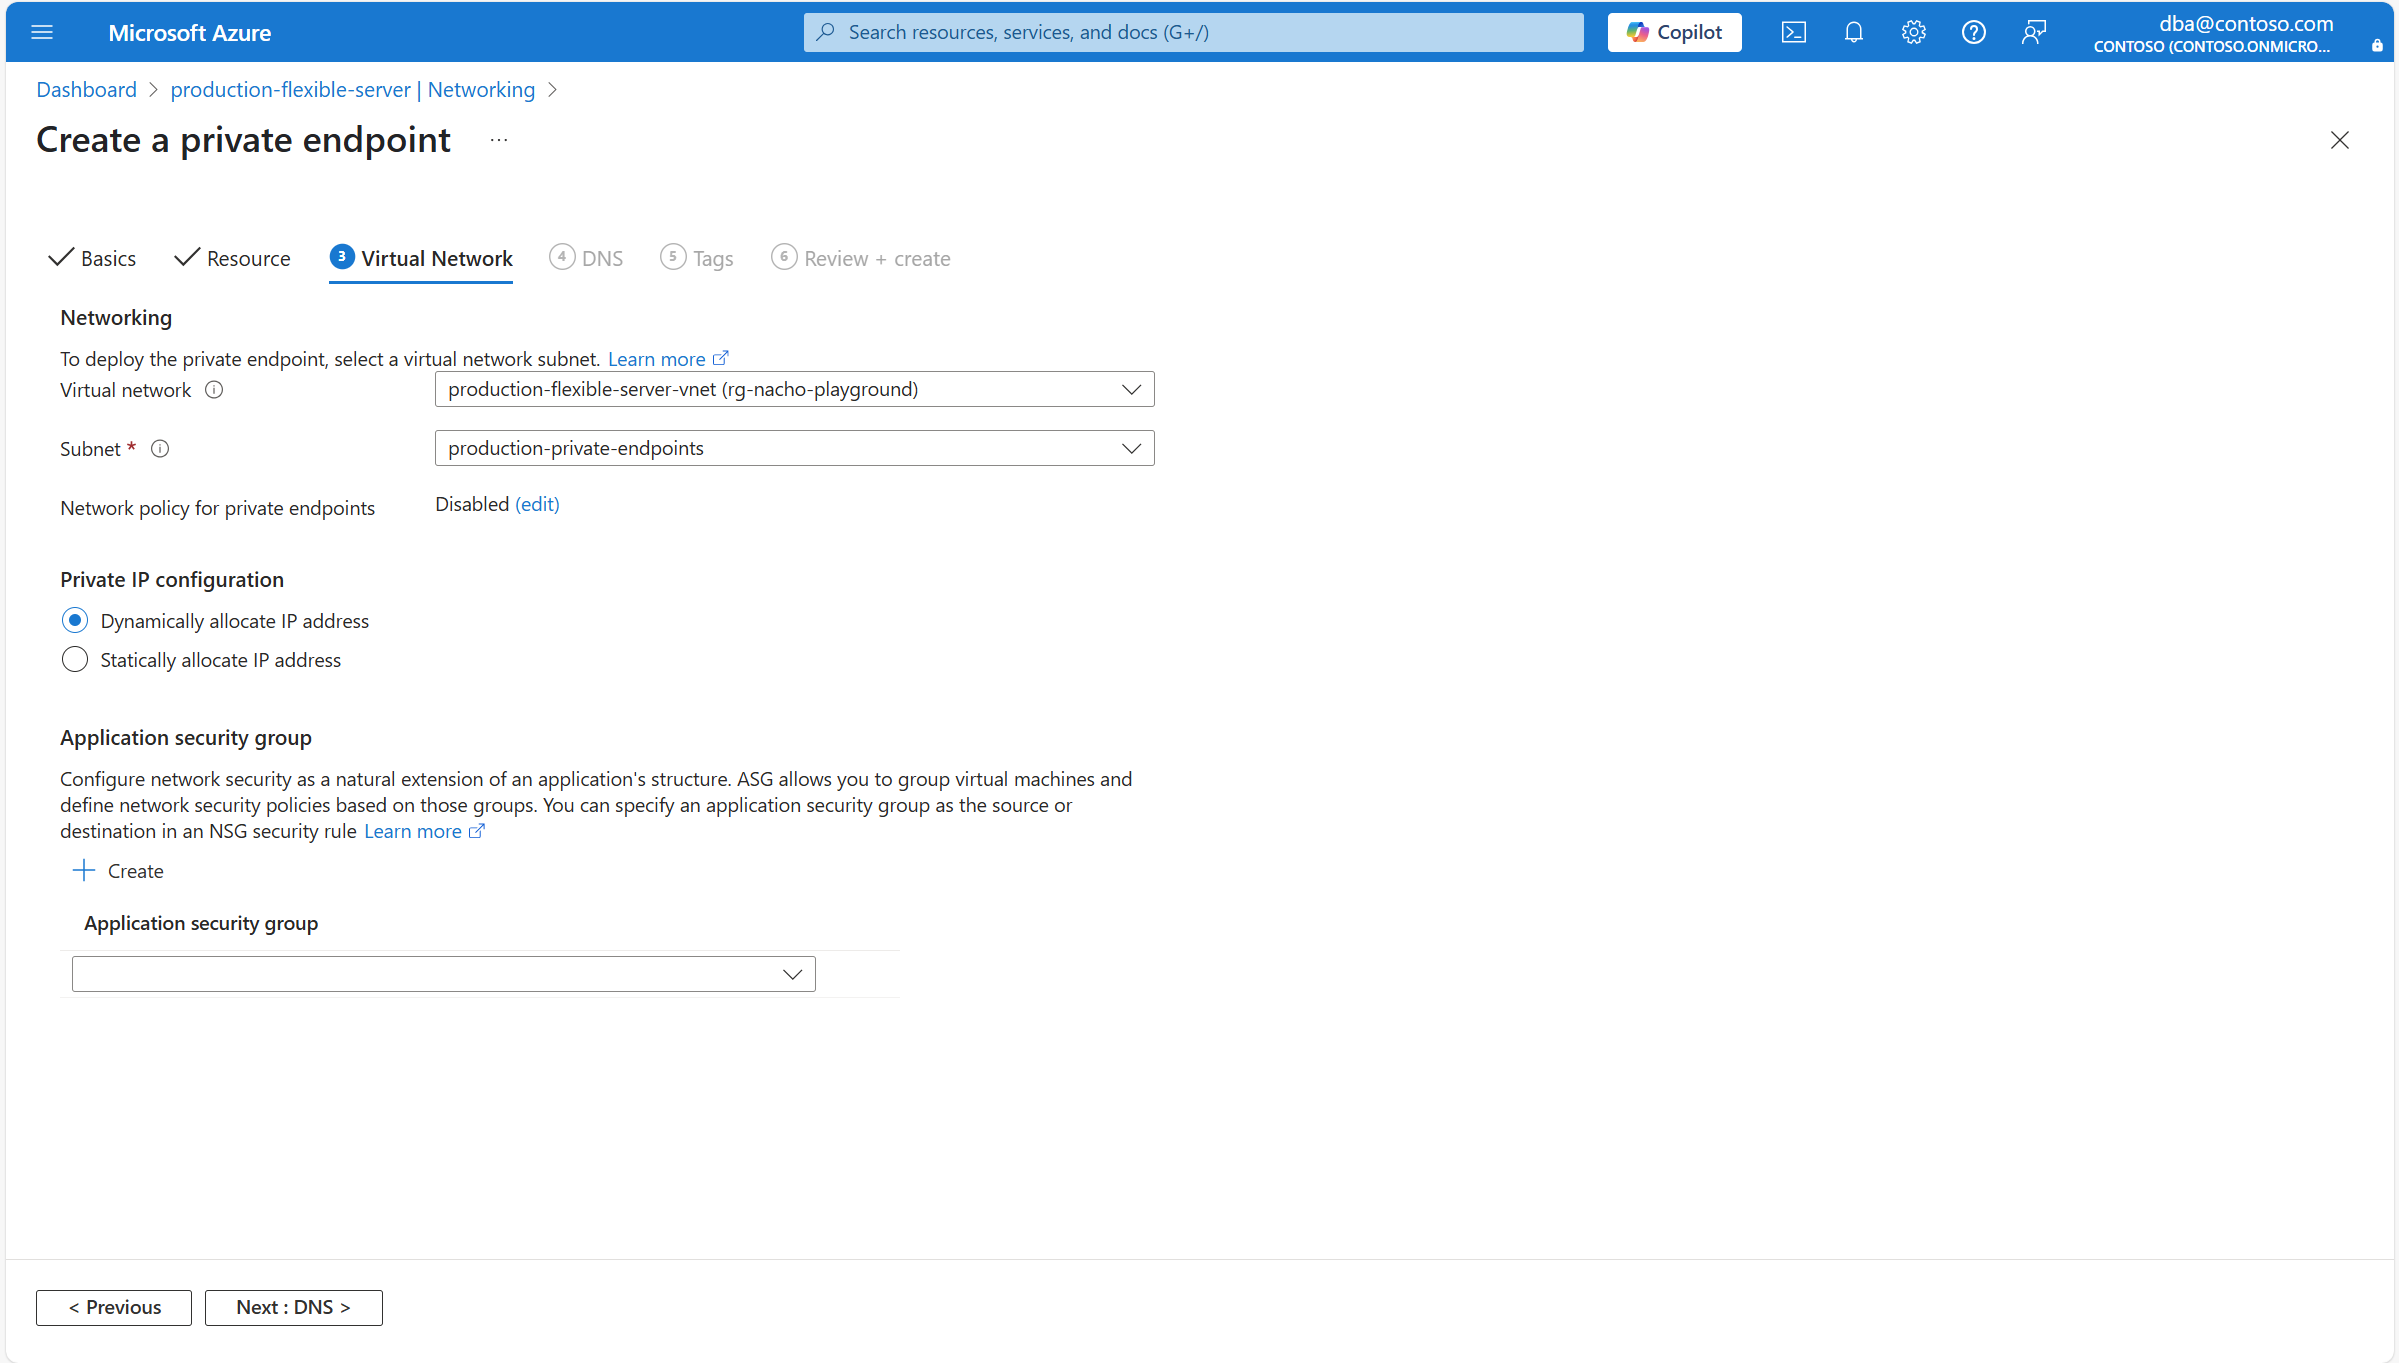 Microsoft Azure
Search resources, services, and docs (G+/)
Copilot
dba@contoso.com
CONTOSO (CONTOSO.ONMICRO...
Dashboard > production-flexible-server | Networking >
Create a private endpoint ...
Basics
Resource
3 Virtual Network
4 DNS
5 Tags
6 Review + create
Networking
To deploy the private endpoint, select a virtual network subnet. Learn more
Virtual network
production-flexible-server-vnet (rg-nacho-playground)
Subnet *
production-private-endpoints
Network policy for private endpoints
Disabled (edit)
Private IP configuration
Dynamically allocate IP address
Statically allocate IP address
Application security group
Configure network security as a natural extension of an application's structure. ASG allows you to group virtual machines and
define network security policies based on those groups. You can specify an application security group as the source or
destination in an NSG security rule Learn more
Create
Application security group
< Previous
Next : DNS >